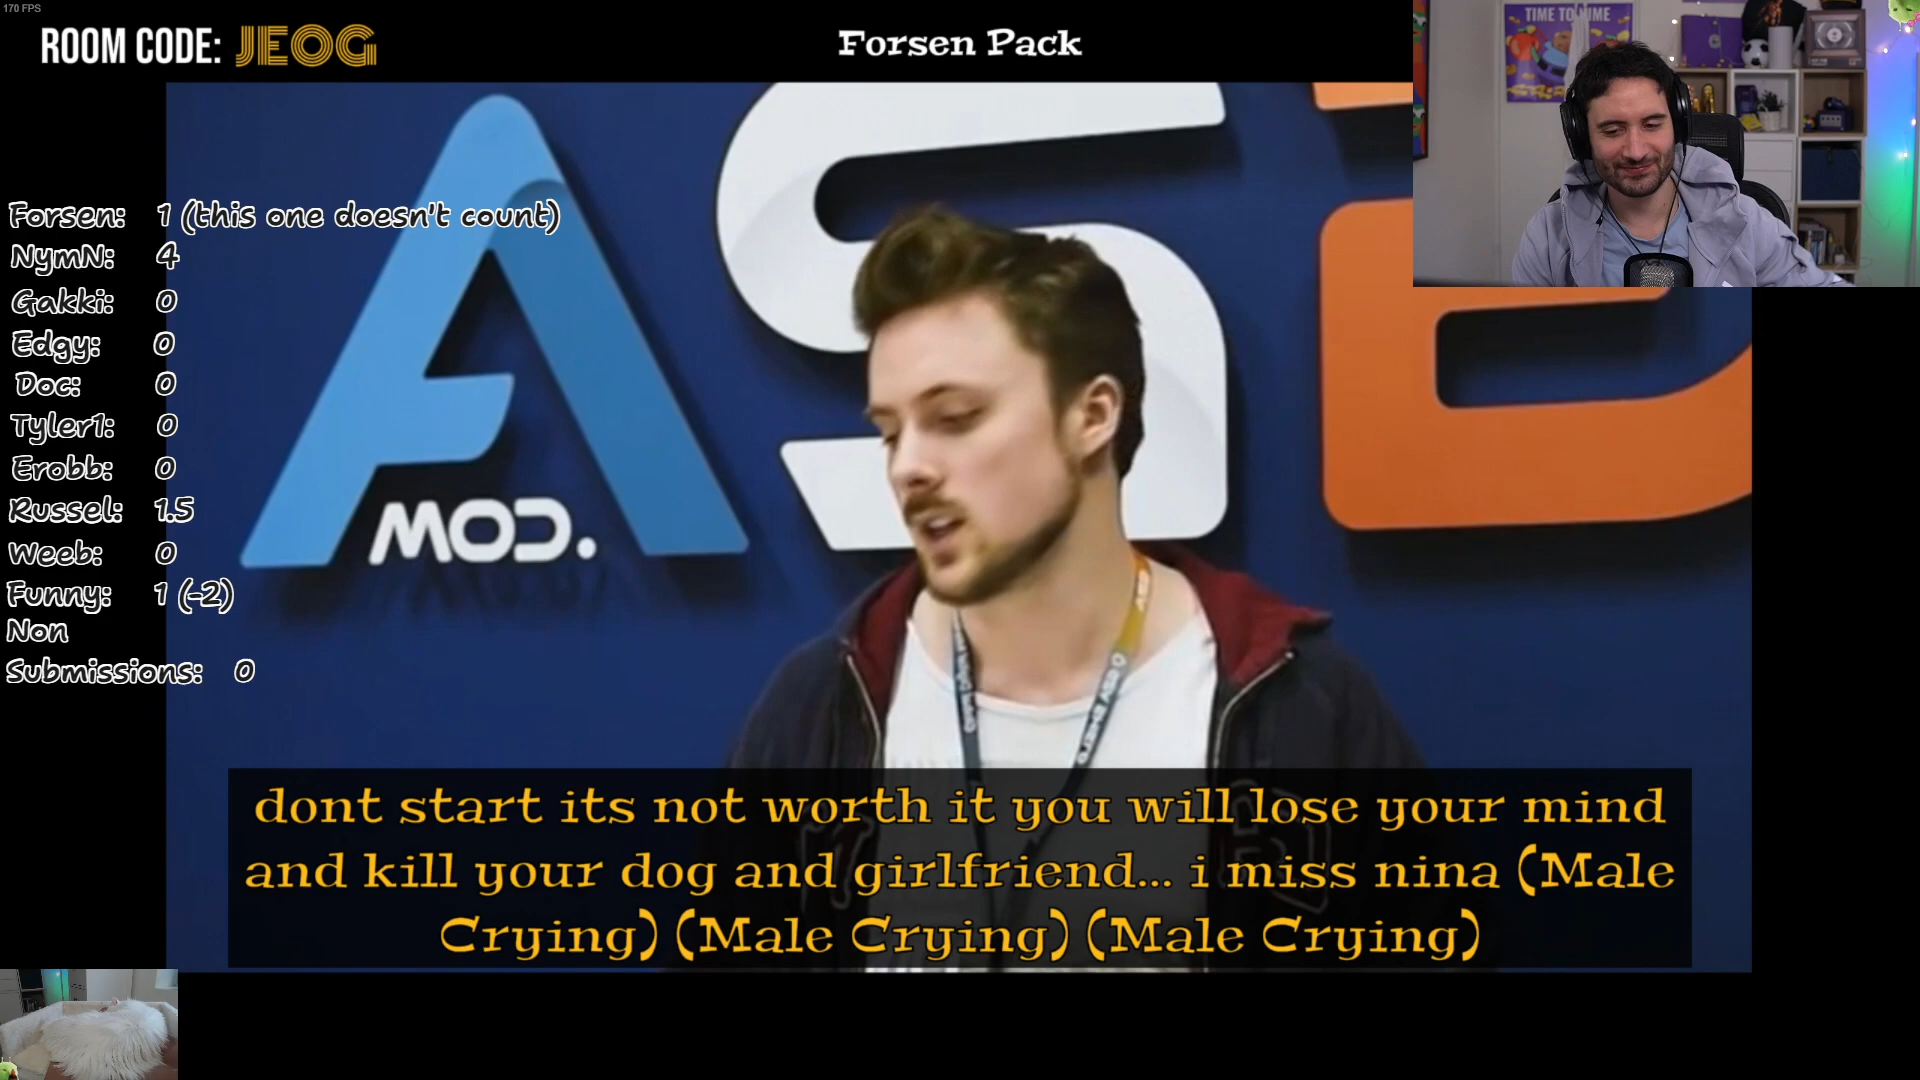 170 FPS
ROOM CODE: JEOG
Forsen Pack
TIME TO NIME
Forsen: 1 (this one doesn't count)
NymN: 4
Gakki: 0
Edgy: 0
Doc: 0
Tyler1: 0
Erobb: 0
Russel: 1.5
Weeb: 0
Funny: 1 (-2)
Non
Submissions: 0
MOD.
dont start its not worth it you will lose your mind
and kill your dog and girlfriend... i miss nina (Male
Crying) (Male Crying) (Male Crying)